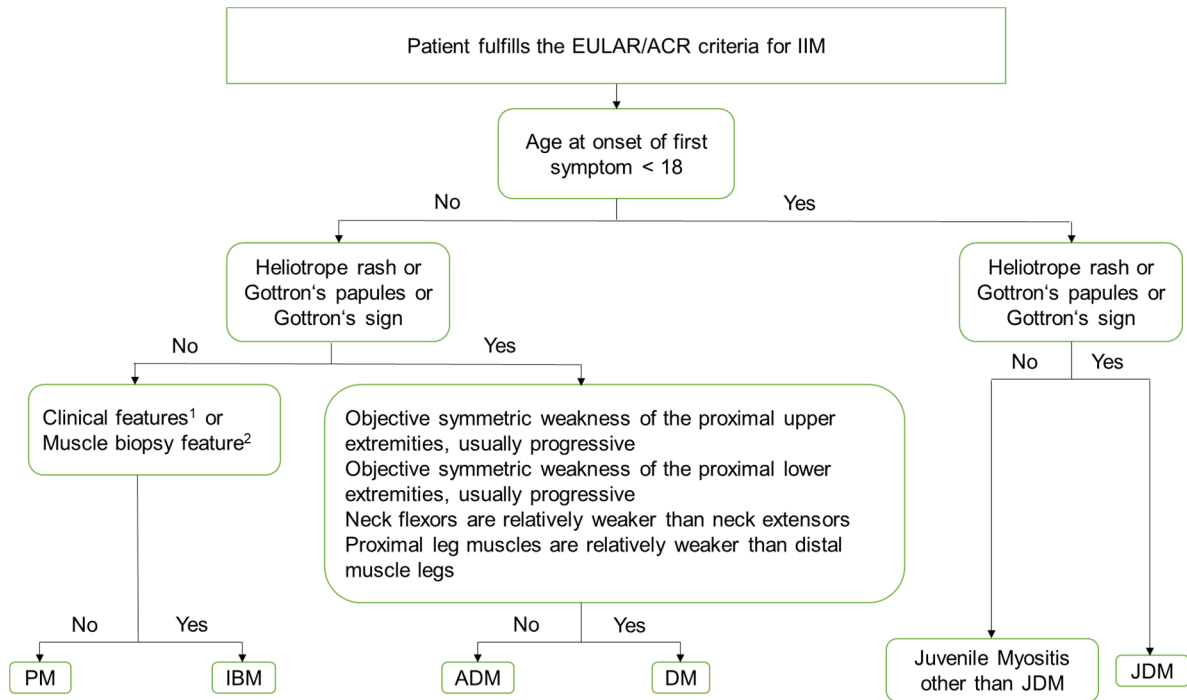 Patient fulfills the EULAR/ACR criteria for IIM
Age at onset of first
symptom < 18
No
Yes
Heliotrope rash or
Gottron‘s papules or
Gottron‘s sign
Heliotrope rash or
Gottron‘s papules or
Gottron‘s sign
No
Yes
No
Yes
Clinical features¹ or
Muscle biopsy feature²
Objective symmetric weakness of the proximal upper
extremities, usually progressive
Objective symmetric weakness of the proximal lower
extremities, usually progressive
Neck flexors are relatively weaker than neck extensors
Proximal leg muscles are relatively weaker than distal
muscle legs
No
Yes
No
Yes
PM
IBM
ADM
DM
Juvenile Myositis
other than JDM
JDM